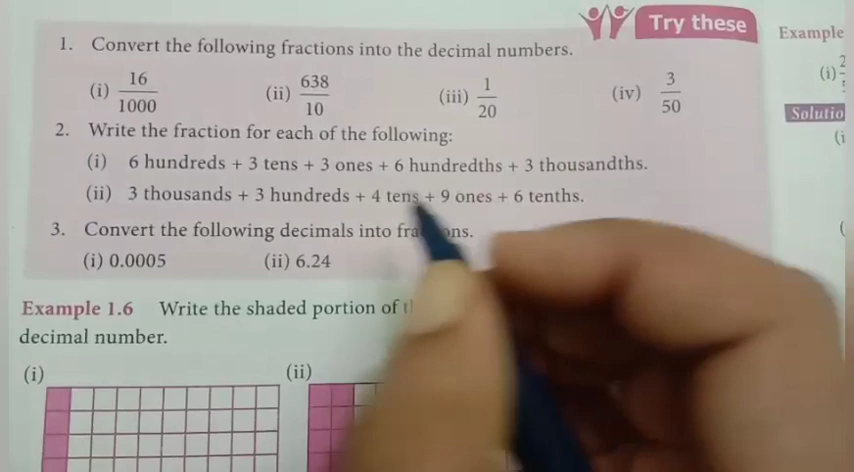 Try these
1. Convert the following fractions into the decimal numbers.
(i) 16/1000 (ii) 638/10 (iii) 1/20 (iv) 3/50
2. Write the fraction for each of the following:
(i) 6 hundreds + 3 tens + 3 ones + 6 hundredths + 3 thousandths.
(ii) 3 thousands + 3 hundreds + 4 tens + 9 ones + 6 tenths.
3. Convert the following decimals into
(i) 0.0005 (ii) 6.24
Example 1.6 Write the shaded portion of
decimal number.
(i) (ii)
Example
(i)
Solutio